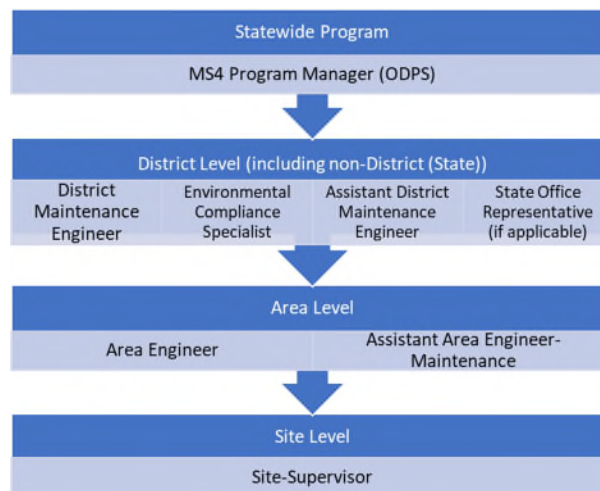 Statewide Program
MS4 Program Manager (ODPS)
District Level (including non-District (State))
District
Maintenance
Engineer
Environmental
Compliance
Specialist
Assistant District
Maintenance
Engineer
State Office
Representative
(if applicable)
Area Level
Area Engineer
Assistant Area Engineer-
Maintenance
Site Level
Site-Supervisor